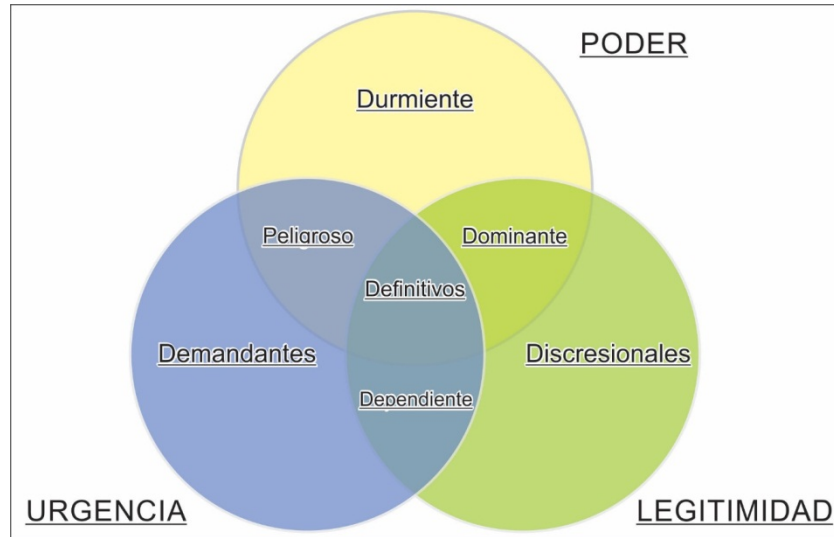 PODER
Durmiente
Peligroso
Dominante
Definitivos
Demandantes
Discresionales
Dependiente
URGENCIA
LEGITIMIDAD